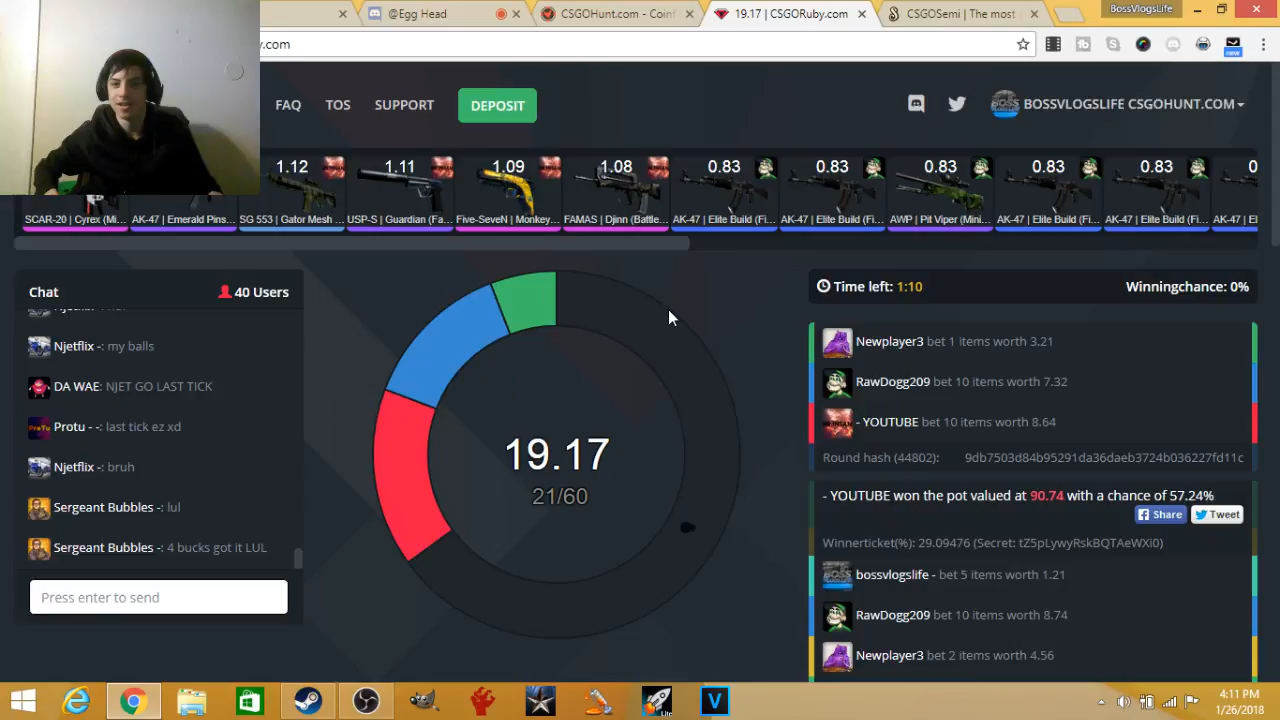 @Egg Head
CSGOHunt.com - Coinf
19.17 | CSGORuby.com
CSGOSemi | The most
BossVlogsLife
y.com
new
FAQ TOS SUPPORT DEPOSIT
BOSSVLOGSLIFE CSGOHUNT.COM
1.12 1.11 1.09 1.08 0.83 0.83 0.83 0.83 0.83 0
SCAR-20 | Cyrex (Mi... AK-47 | Emerald Pins... SG 553 | Gator Mesh ... USP-S | Guardian (Fa... Five-SeveN | Monkey... FAMAS | Djinn (Battle... AK-47 | Elite Build (Fi... AK-47 | Elite Build (Fi... AWP | Pit Viper (Mini... AK-47 | Elite Build (Fi... AK-47 | Elite Build (Fi... AK-47 | El
Chat
40 Users
Njetflix -: my balls
DA WAE: NJET GO LAST TICK
Protu - -: last tick ez xd
Njetflix -: bruh
Sergeant Bubbles -: lul
Sergeant Bubbles -: 4 bucks got it LUL
Press enter to send
19.17
21/60
Time left: 1:10
Winningchance: 0%
Newplayer3 bet 1 items worth 3.21
RawDogg209 bet 10 items worth 7.32
- YOUTUBE bet 10 items worth 8.64
Round hash (44802): 9db7503d84b95291da36daeb3724b036227fd11c
- YOUTUBE won the pot valued at 90.74 with a chance of 57.24%
Share
Tweet
Winnerticket(%): 29.09476 (Secret: tZ5pLywyRskBQTAeWXi0)
bossvlogslife - bet 5 items worth 1.21
RawDogg209 bet 10 items worth 8.74
Newplayer3 bet 2 items worth 4.56
Lite
4:11 PM
1/26/2018